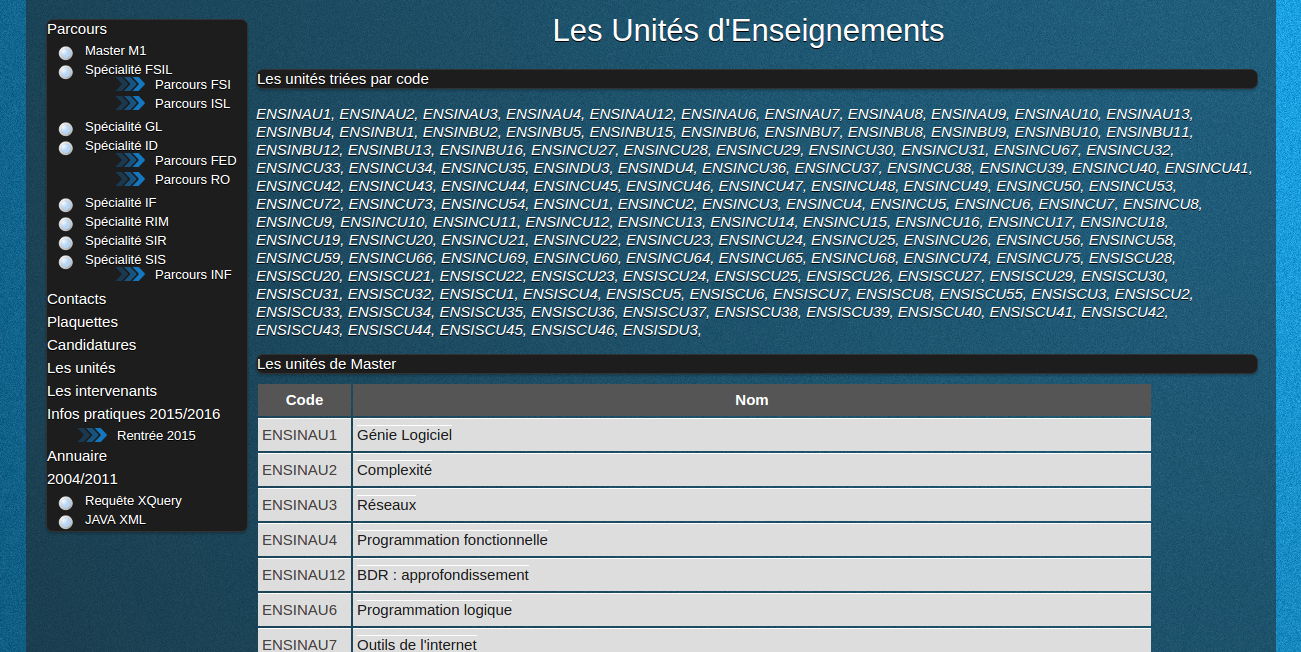 Parcours
Master M1
Spécialité FSIL
Parcours FSI
Parcours ISL
Spécialité GL
Spécialité ID
Parcours FED
Parcours RO
Spécialité IF
Spécialité RIM
Spécialité SIR
Spécialité SIS
Parcours INF
Contacts
Plaquettes
Candidatures
Les unités
Les intervenants
Infos pratiques 2015/2016
Rentrée 2015
Annuaire
2004/2011
Requête XQuery
JAVA XML
Les Unités d'Enseignements
Les unités triées par code
ENSINAU1, ENSINAU2, ENSINAU3, ENSINAU4, ENSINAU12, ENSINAU6, ENSINAU7, ENSINAU8, ENSINAU9, ENSINAU10, ENSINAU13,
ENSINBU4, ENSINBU1, ENSINBU2, ENSINBU5, ENSINBU15, ENSINBU6, ENSINBU7, ENSINBU8, ENSINBU9, ENSINBU10, ENSINBU11,
ENSINBU12, ENSINBU13, ENSINBU16, ENSINCU27, ENSINCU28, ENSINCU29, ENSINCU30, ENSINCU31, ENSINCU67, ENSINCU32,
ENSINCU33, ENSINCU34, ENSINCU35, ENSINDU3, ENSINDU4, ENSINCU36, ENSINCU37, ENSINCU38, ENSINCU39, ENSINCU40, ENSINCU41,
ENSINCU42, ENSINCU43, ENSINCU44, ENSINCU45, ENSINCU46, ENSINCU47, ENSINCU48, ENSINCU49, ENSINCU50, ENSINCU53,
ENSINCU72, ENSINCU73, ENSINCU54, ENSINCU1, ENSINCU2, ENSINCU3, ENSINCU4, ENSINCU5, ENSINCU6, ENSINCU7, ENSINCU8,
ENSINCU9, ENSINCU10, ENSINCU11, ENSINCU12, ENSINCU13, ENSINCU14, ENSINCU15, ENSINCU16, ENSINCU17, ENSINCU18,
ENSINCU19, ENSINCU20, ENSINCU21, ENSINCU22, ENSINCU23, ENSINCU24, ENSINCU25, ENSINCU26, ENSINCU56, ENSINCU58,
ENSINCU59, ENSINCU66, ENSINCU69, ENSINCU60, ENSINCU64, ENSINCU65, ENSINCU68, ENSINCU74, ENSINCU75, ENSISCU28,
ENSISCU20, ENSISCU21, ENSISCU22, ENSISCU23, ENSISCU24, ENSISCU25, ENSISCU26, ENSISCU27, ENSISCU29, ENSISCU30,
ENSISCU31, ENSISCU32, ENSISCU1, ENSISCU4, ENSISCU5, ENSISCU6, ENSISCU7, ENSISCU8, ENSISCU55, ENSISCU3, ENSISCU2,
ENSISCU33, ENSISCU34, ENSISCU35, ENSISCU36, ENSISCU37, ENSISCU38, ENSISCU39, ENSISCU40, ENSISCU41, ENSISCU42,
ENSISCU43, ENSISCU44, ENSISCU45, ENSISCU46, ENSISDU3,
Les unités de Master
Code Nom
ENSINAU1 Génie Logiciel
ENSINAU2 Complexité
ENSINAU3 Réseaux
ENSINAU4 Programmation fonctionnelle
ENSINAU12 BDR : approfondissement
ENSINAU6 Programmation logique
ENSINAU7 Outils de l'internet